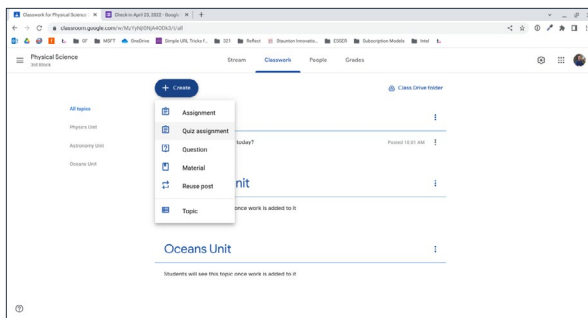 Classwork for Physical Science
Check-in April 23, 2022 - Googl
classroom.google.com
GF
MSFT
OneDrive
Simple URL Tricks f...
321
Reflect
Staunton Innovatio...
EGGER
Subscription Models
Intel
Physical Science
3rd Block
Stream
Classwork
People
Grades
Create
Class Drive folder
All topics
Assignment
Physics Unit
Quiz assignment
today?
Posted 10:01 AM
Astronomy Unit
Question
Oceans Unit
Material
Reuse post
nit
Topic
once work is added to it
Oceans Unit
Students will see this topic once work is added to it